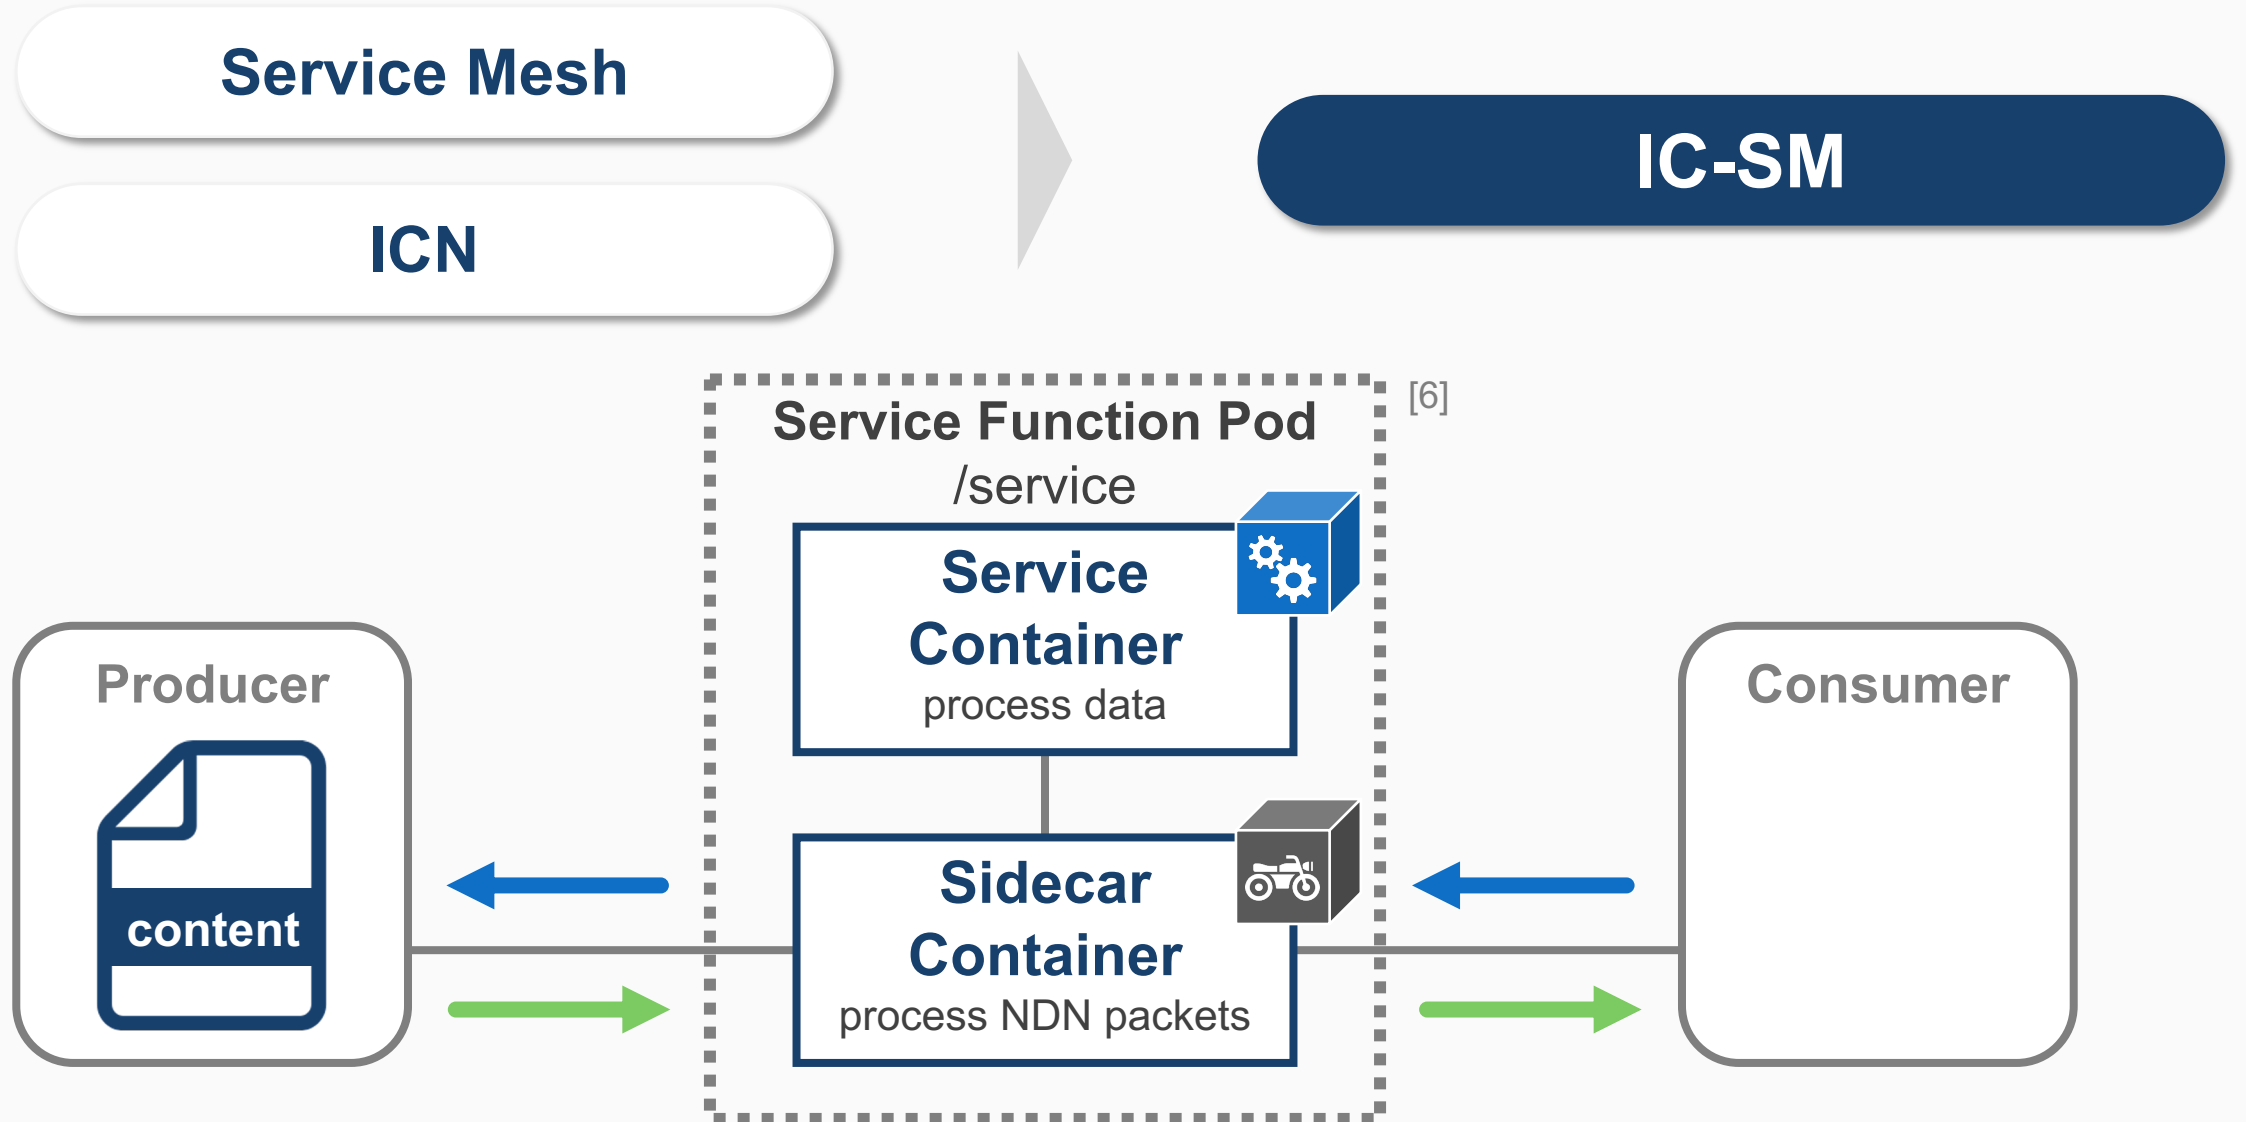 Service Mesh
ICN
IC-SM
[6]
Service Function Pod
/service
Service
Container
process data
Producer
content
Sidecar
Container
process NDN packets
Consumer